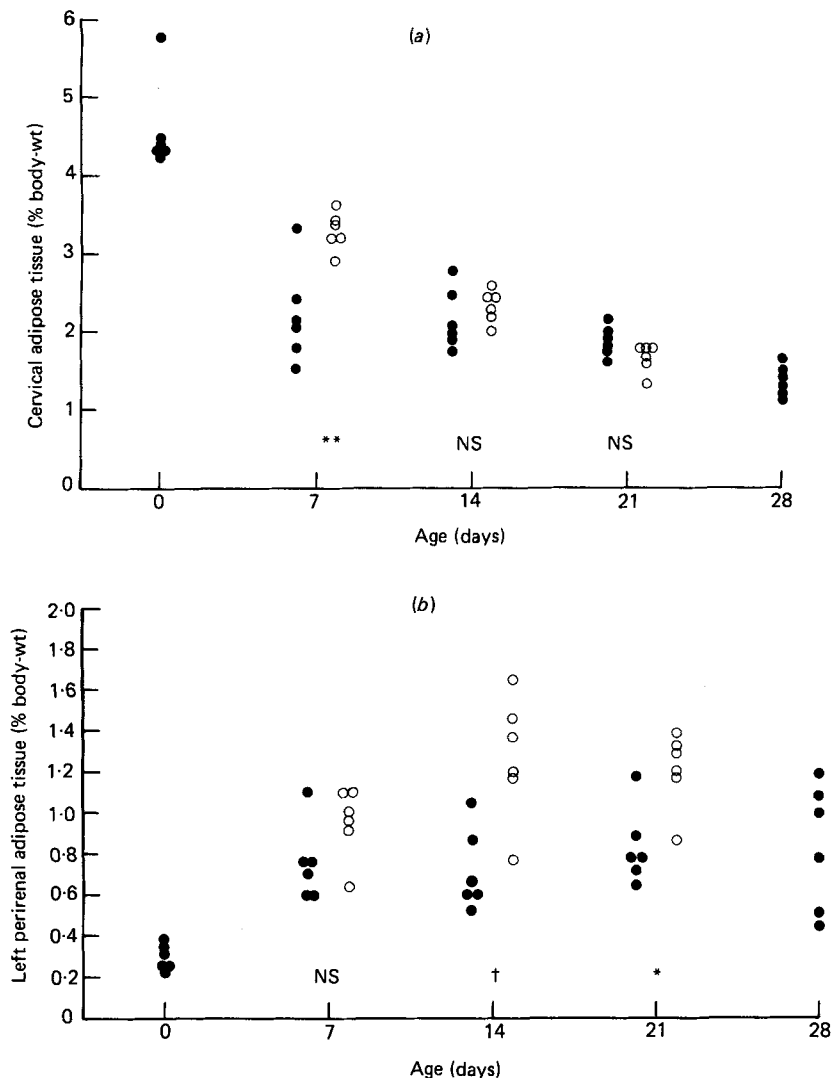 (a)
Cervical adipose tissue (% body-wt)
6
5
4
3
2
1
0
** NS NS
0 7 14 21 28
Age (days)
(b)
Left perirenal adipose tissue (% body-wt)
2·0
1·8
1·6
1·4
1·2
1·0
0·8
0·6
0·4
0·2
0
NS † *
0 7 14 21 28
Age (days)